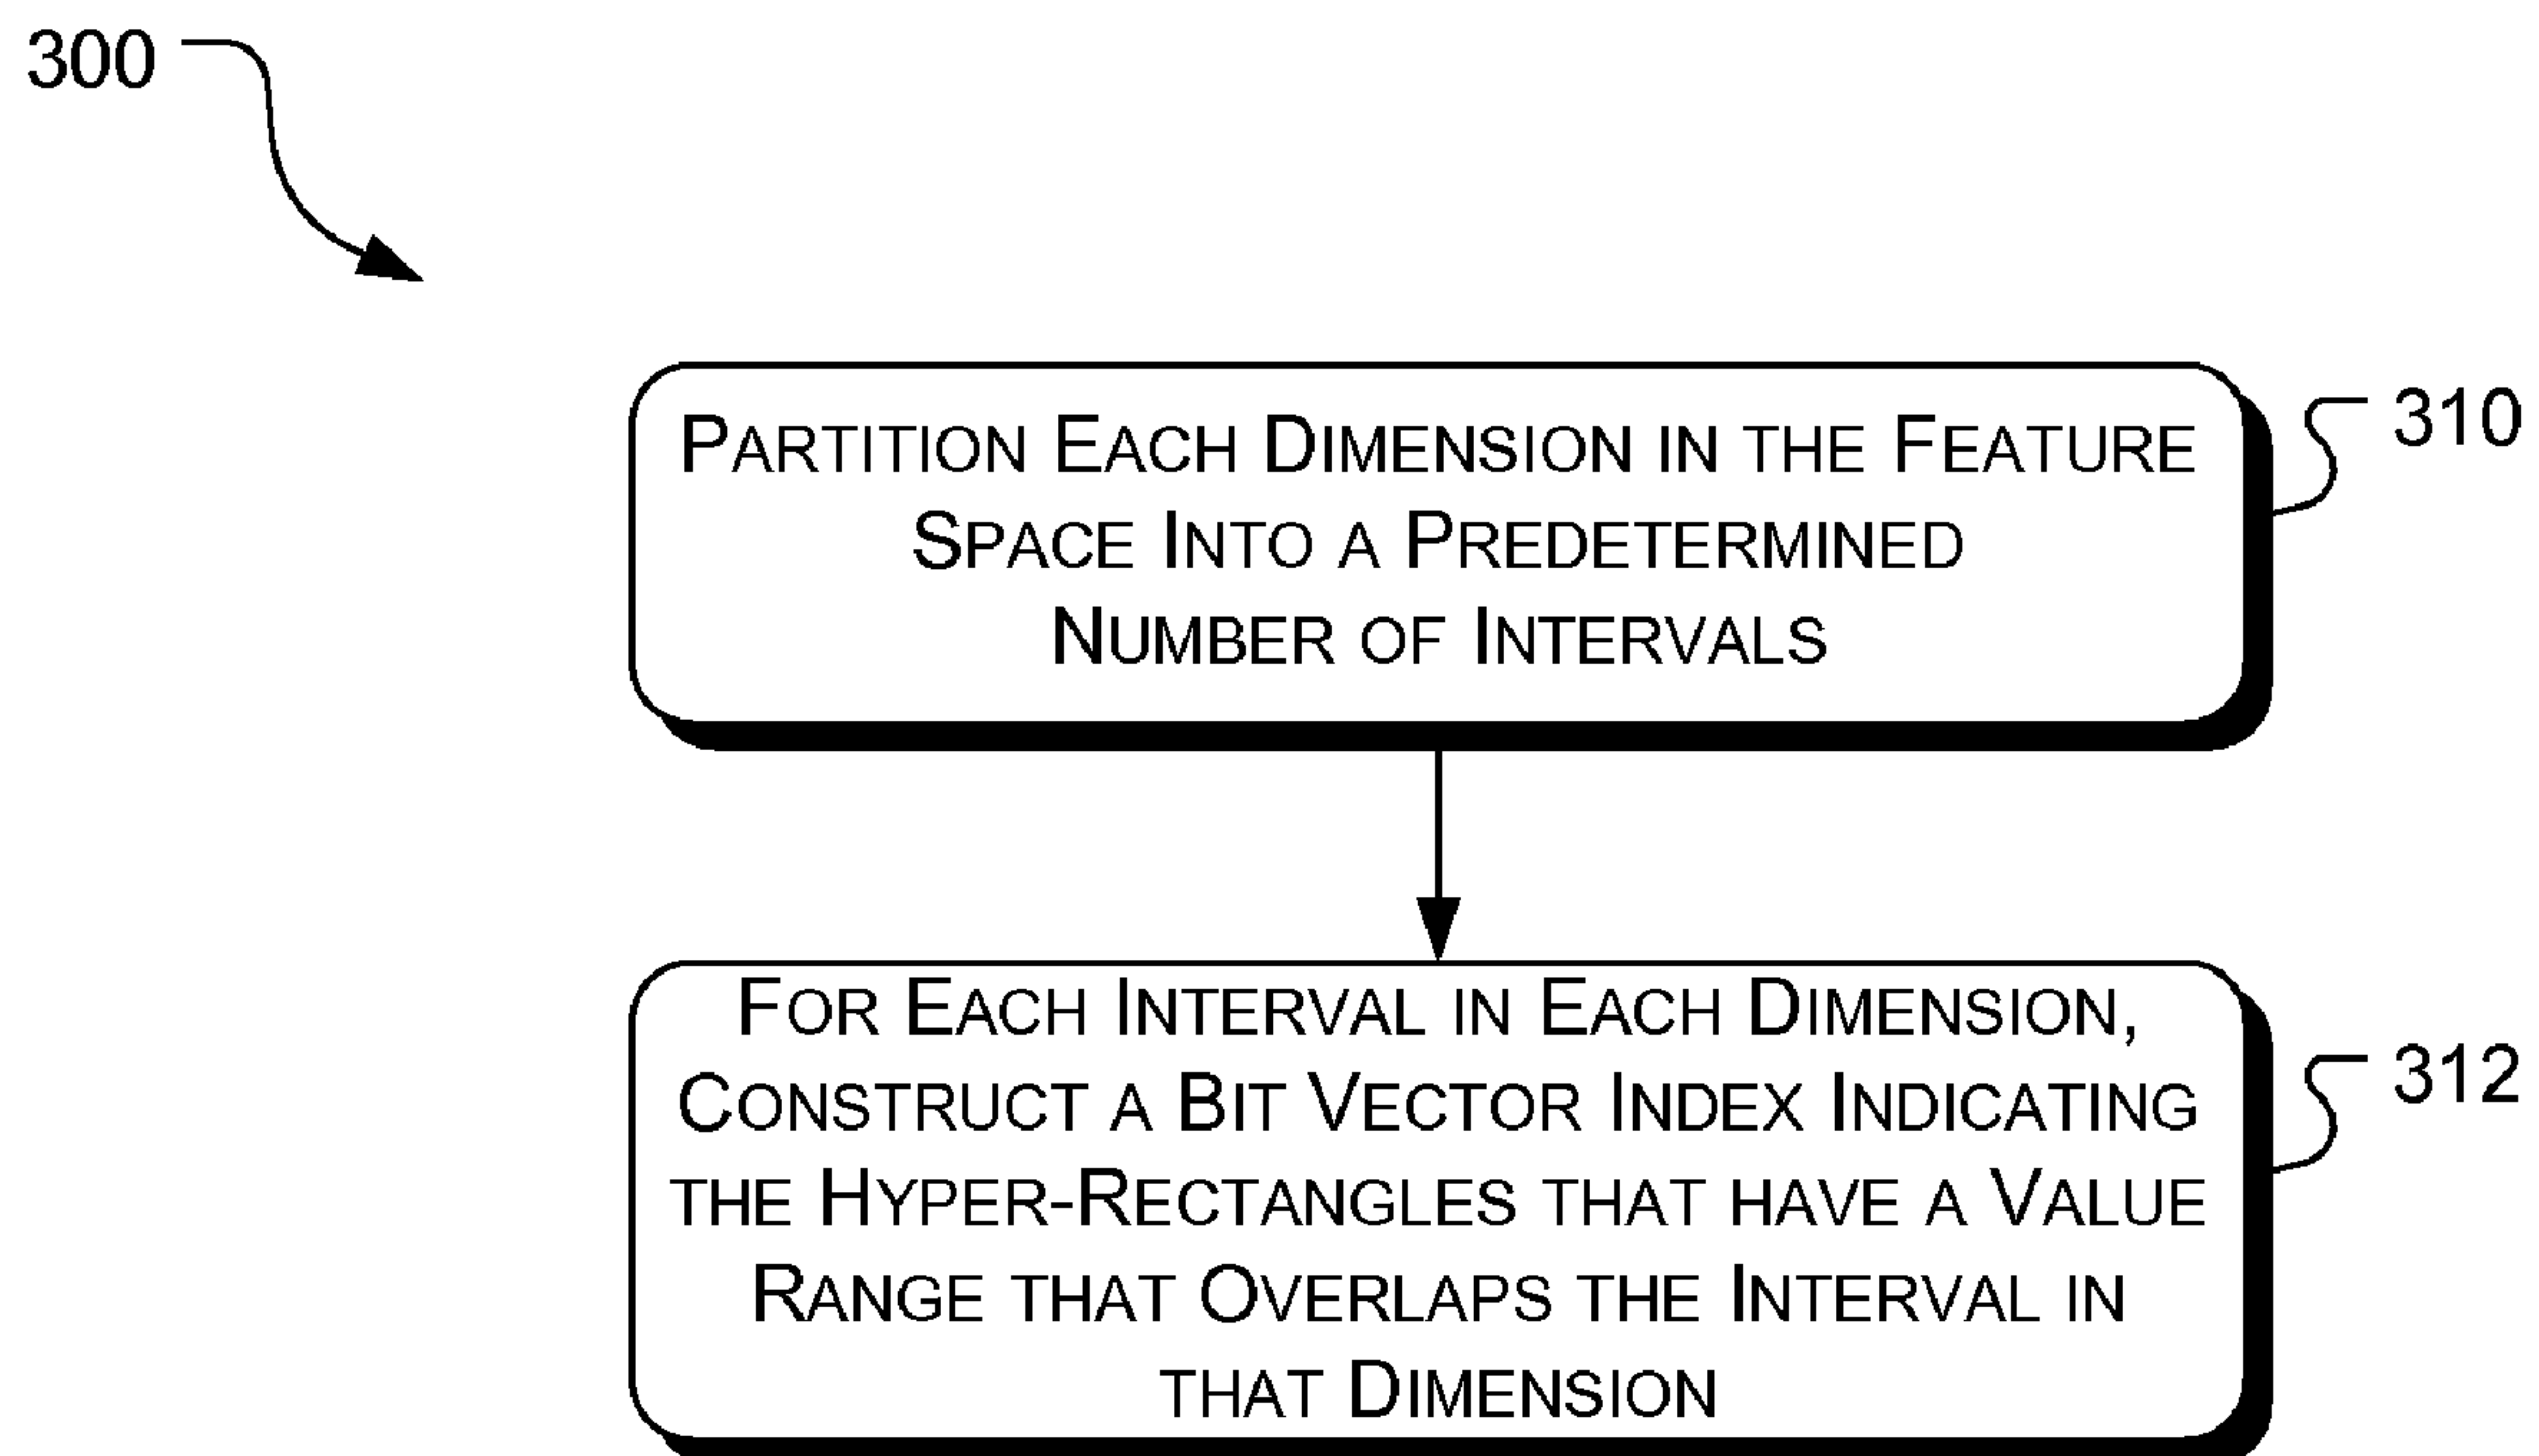 300
PARTITION EACH DIMENSION IN THE FEATURE
SPACE INTO A PREDETERMINED
NUMBER OF INTERVALS
310
FOR EACH INTERVAL IN EACH DIMENSION,
CONSTRUCT A BIT VECTOR INDEX INDICATING
THE HYPER-RECTANGLES THAT HAVE A VALUE
RANGE THAT OVERLAPS THE INTERVAL IN
THAT DIMENSION
312